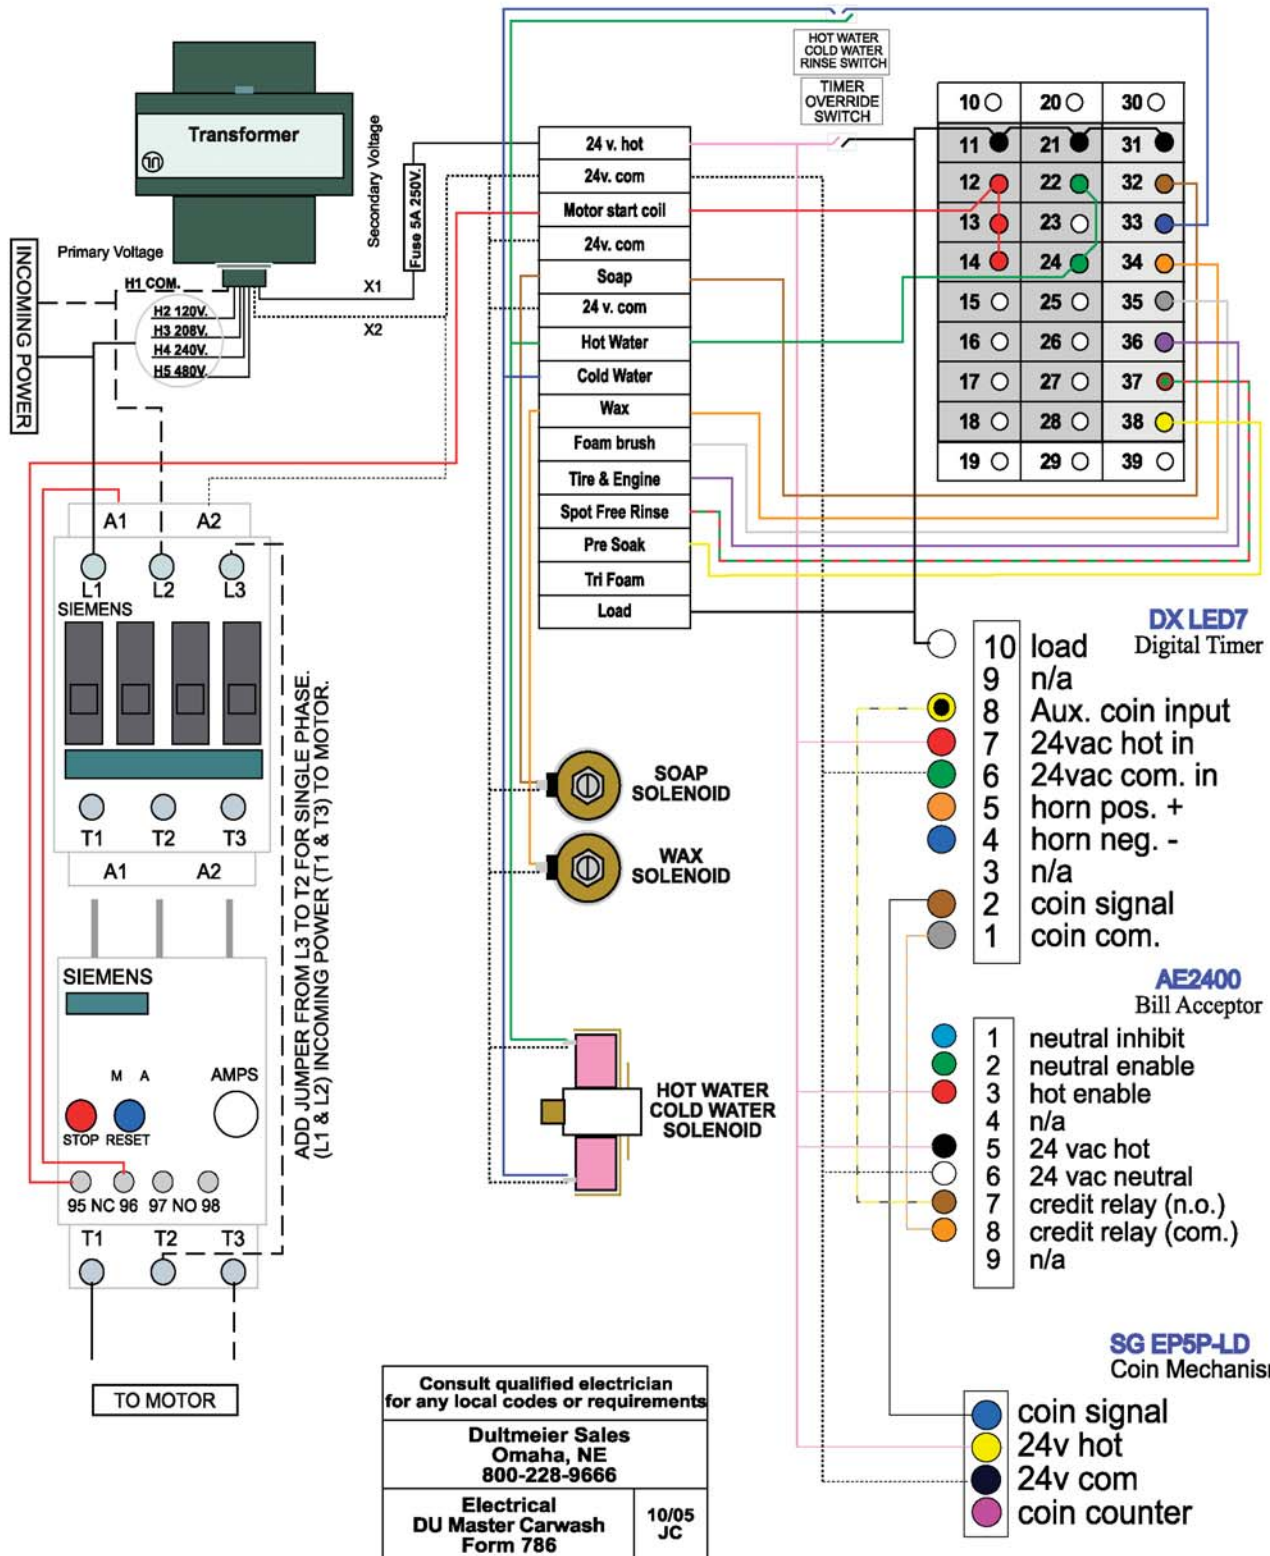 Transformer
UL
Primary Voltage
Secondary Voltage
Fuse 5A 250V.
X1
X2
INCOMING POWER
H1 COM.
H2 120V.
H3 208V.
H4 240V.
H5 480V.
A1 A2
L1 L2 L3
SIEMENS
T1 T2 T3
A1 A2
SIEMENS
M A AMPS
STOP RESET
95 NC 96 97 NO 98
T1 T2 T3
TO MOTOR
ADD JUMPER FROM L3 TO T2 FOR SINGLE PHASE.
(L1 & L2) INCOMING POWER (T1 & T3) TO MOTOR.
24 v. hot
24v. com
Motor start coil
24v. com
Soap
24 v. com
Hot Water
Cold Water
Wax
Foam brush
Tire & Engine
Spot Free Rinse
Pre Soak
Tri Foam
Load
HOT WATER
COLD WATER
RINSE SWITCH
TIMER
OVERRIDE
SWITCH
10 20 30
11 21 31
12 22 32
13 23 33
14 24 34
15 25 35
16 26 36
17 27 37
18 28 38
19 29 39
SOAP
SOLENOID
WAX
SOLENOID
HOT WATER
COLD WATER
SOLENOID
DX LED7
Digital Timer
10 load
9 n/a
8 Aux. coin input
7 24vac hot in
6 24vac com. in
5 horn pos. +
4 horn neg. -
3 n/a
2 coin signal
1 coin com.
AE2400
Bill Acceptor
1 neutral inhibit
2 neutral enable
3 hot enable
4 n/a
5 24 vac hot
6 24 vac neutral
7 credit relay (n.o.)
8 credit relay (com.)
9 n/a
SG EP5P-LD
Coin Mechanism
coin signal
24v hot
24v com
coin counter
Consult qualified electrician
for any local codes or requirements
Dultmeier Sales
Omaha, NE
800-228-9666
Electrical
DU Master Carwash
Form 786
10/05
JC